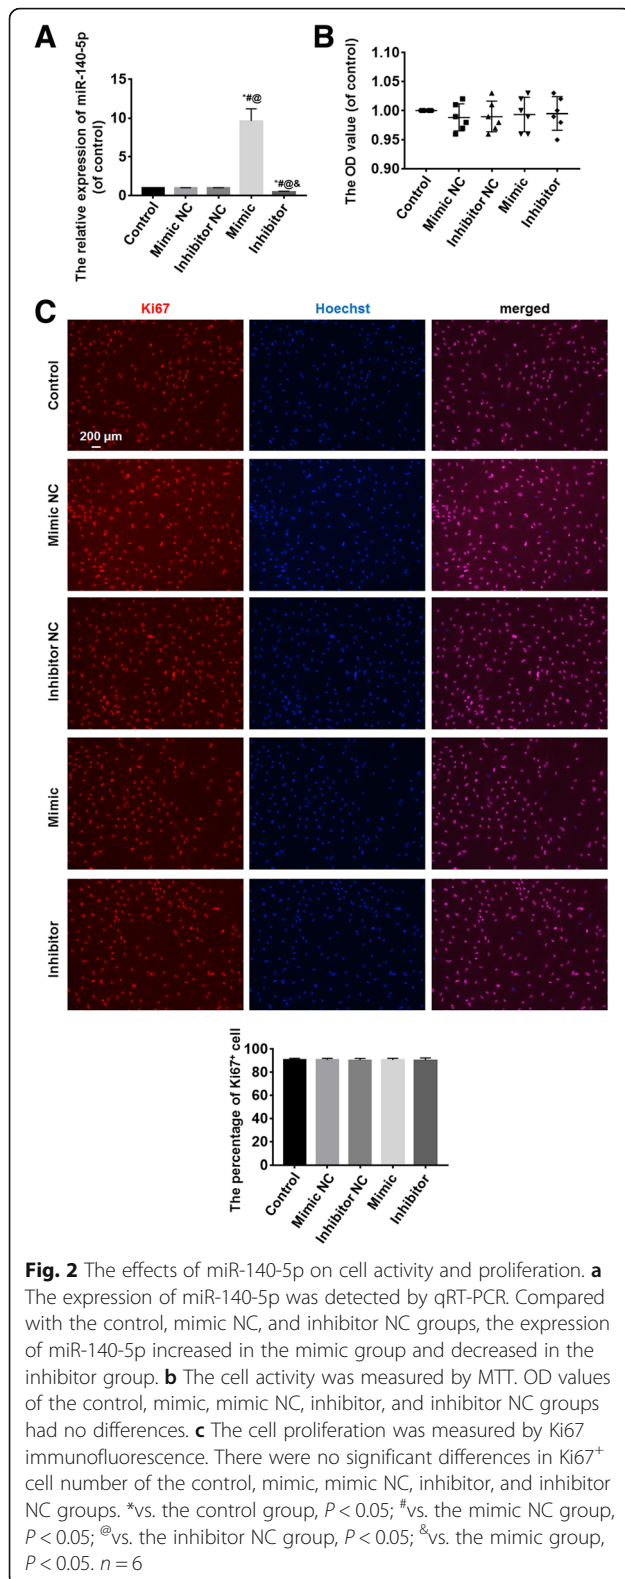 A
The relative expression of miR-140-5p
(of control)
15
10
5
0
*#@
*#@&
Control
Mimic NC
Inhibitor NC
Mimic
Inhibitor
B
The OD value (of control)
1.10
1.05
1.00
0.95
0.90
Control
Mimic NC
Inhibitor NC
Mimic
Inhibitor
C
Ki67
Hoechst
merged
Control
200 µm
Mimic NC
Inhibitor NC
Mimic
Inhibitor
The percentage of Ki67⁺ cell
100
80
60
40
20
0
Control
Mimic NC
Inhibitor NC
Mimic
Inhibitor
Fig. 2 The effects of miR-140-5p on cell activity and proliferation. a
The expression of miR-140-5p was detected by qRT-PCR. Compared
with the control, mimic NC, and inhibitor NC groups, the expression
of miR-140-5p increased in the mimic group and decreased in the
inhibitor group. b The cell activity was measured by MTT. OD values
of the control, mimic, mimic NC, inhibitor, and inhibitor NC groups
had no differences. c The cell proliferation was measured by Ki67
immunofluorescence. There were no significant differences in Ki67⁺
cell number of the control, mimic, mimic NC, inhibitor, and inhibitor
NC groups. *vs. the control group, P < 0.05; #vs. the mimic NC group,
P < 0.05; @vs. the inhibitor NC group, P < 0.05; &vs. the mimic group,
P < 0.05. n = 6